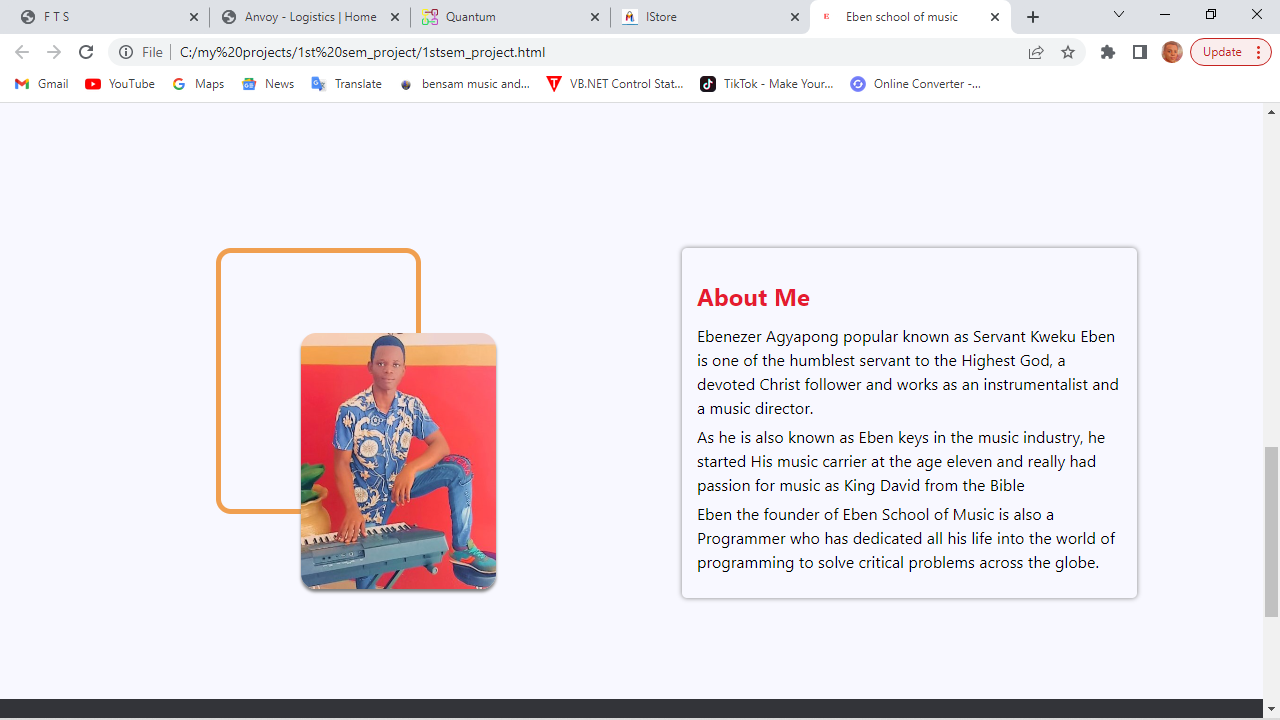 F T S
Anvoy - Logistics | Home
Quantum
IStore
E
Eben school of music
File
C:/my%20projects/1st%20sem_project/1stsem_project.html
Update
Gmail
YouTube
Maps
News
Translate
bensam music and...
VB.NET Control Stat...
TikTok - Make Your...
Online Converter -...
About Me
Ebenezer Agyapong popular known as Servant Kweku Eben
is one of the humblest servant to the Highest God, a
devoted Christ follower and works as an instrumentalist and
a music director.
As he is also known as Eben keys in the music industry, he
started His music carrier at the age eleven and really had
passion for music as King David from the Bible
Eben the founder of Eben School of Music is also a
Programmer who has dedicated all his life into the world of
programming to solve critical problems across the globe.